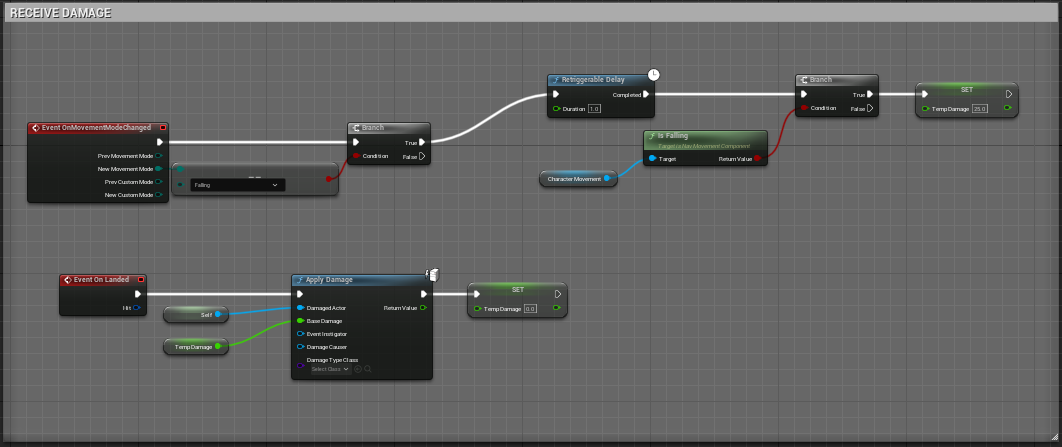 RECEIVE DAMAGE
Event OnMovementModeChanged
Prev Movement Mode
New Movement Mode
Prev Custom Mode
New Custom Mode
==
Falling
Branch
True
Condition
False
Retriggerable Delay
Completed
Duration 1.0
Is Falling
Target is Nav Movement Component
Target
Return Value
Character Movement
Branch
True
Condition
False
SET
Temp Damage 25.0
Event On Landed
Hit
Self
Temp Damage
Apply Damage
Damaged Actor
Return Value
Base Damage
Event Instigator
Damage Causer
Damage Type Class
Select Class
SET
Temp Damage 0.0